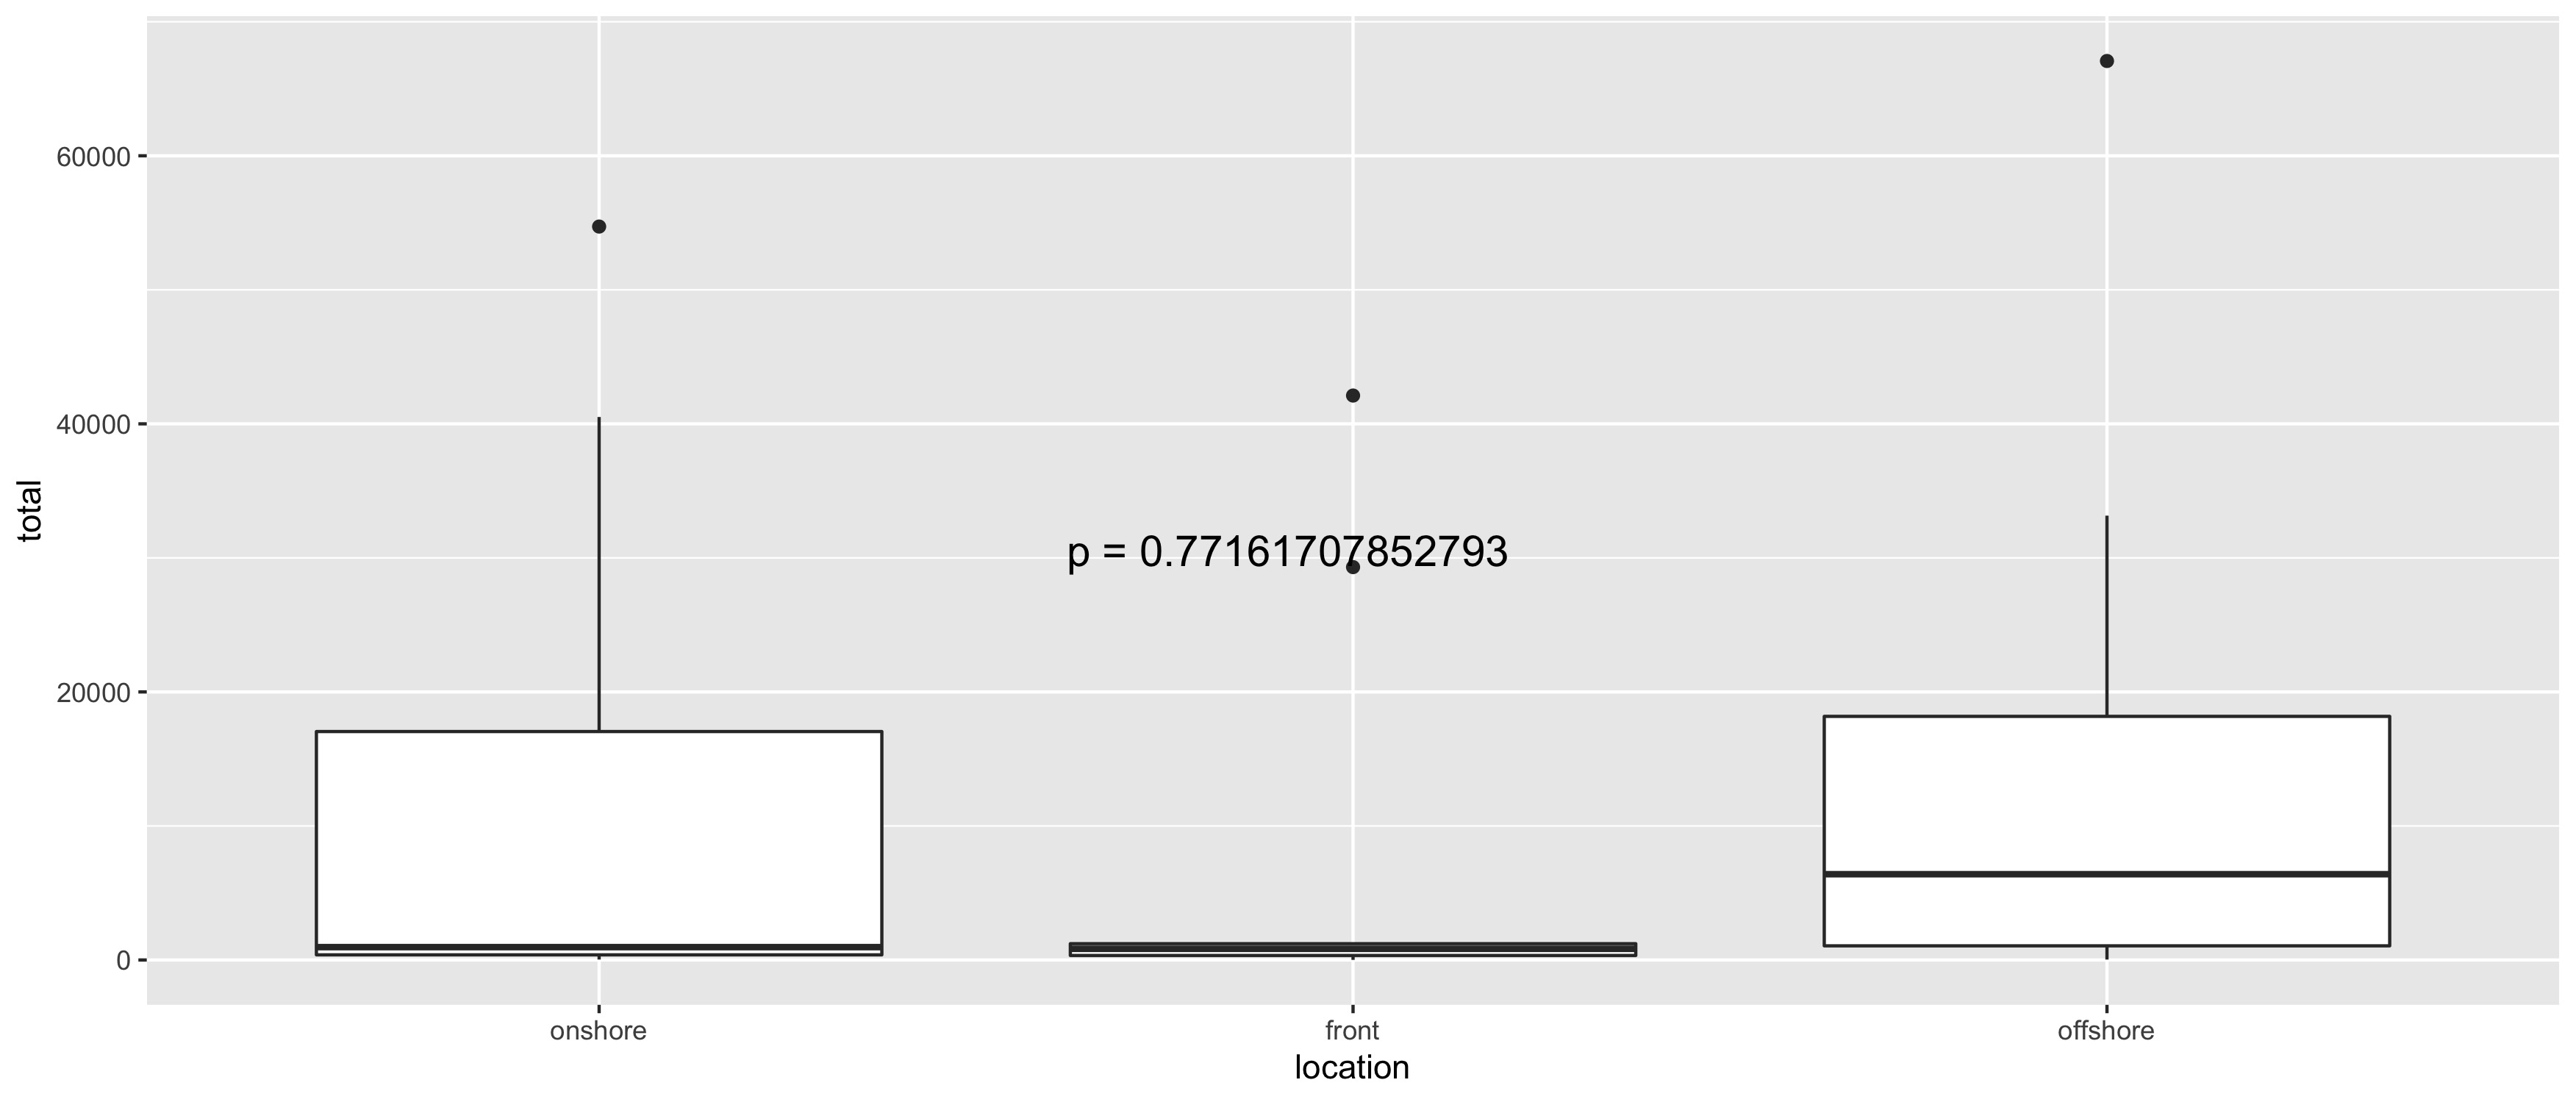 total
60000
40000
p = 0.77161707852793
20000
0
onshore front offshore
location